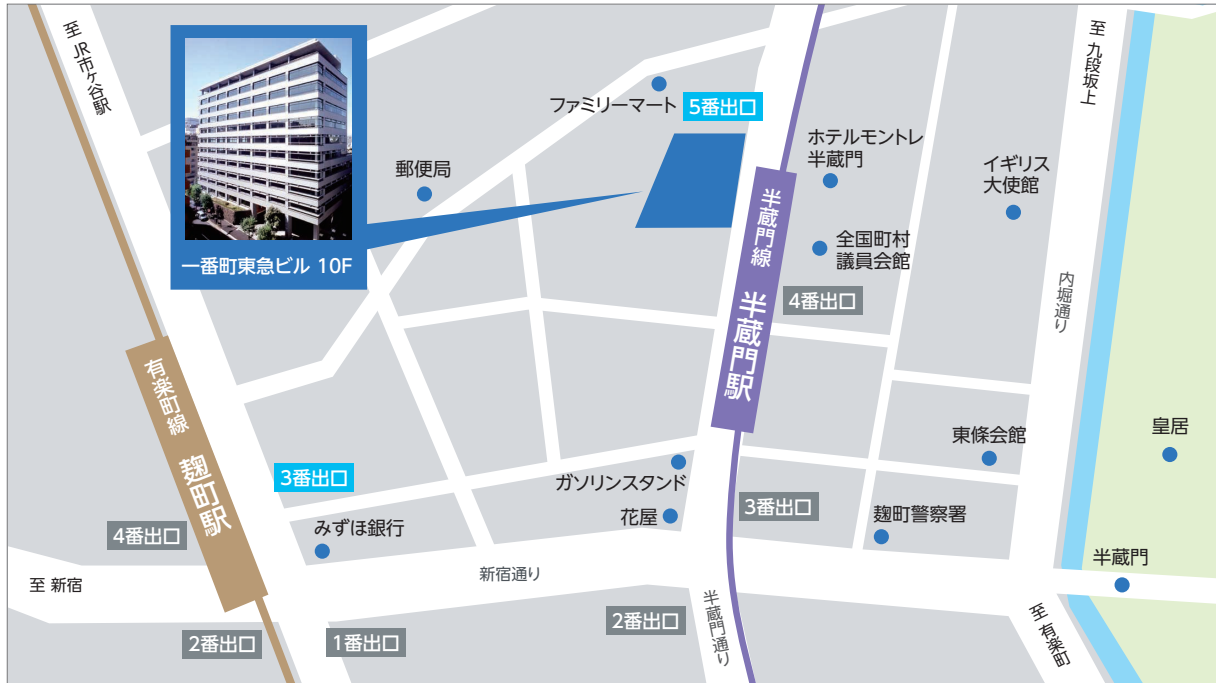 至 JR市ケ谷駅
一番町東急ビル 10F
郵便局
ファミリーマート
5番出口
ホテルモントレ
半蔵門
イギリス
大使館
至 九段坂上
全国町村
議員会館
4番出口
半蔵門線 半蔵門駅
内堀通り
有楽町線 麹町駅
3番出口
ガソリンスタンド
花屋
3番出口
東條会館
皇居
麹町警察署
みずほ銀行
4番出口
至 新宿
新宿通り
半蔵門
2番出口
1番出口
2番出口
半蔵門通り
至 有楽町